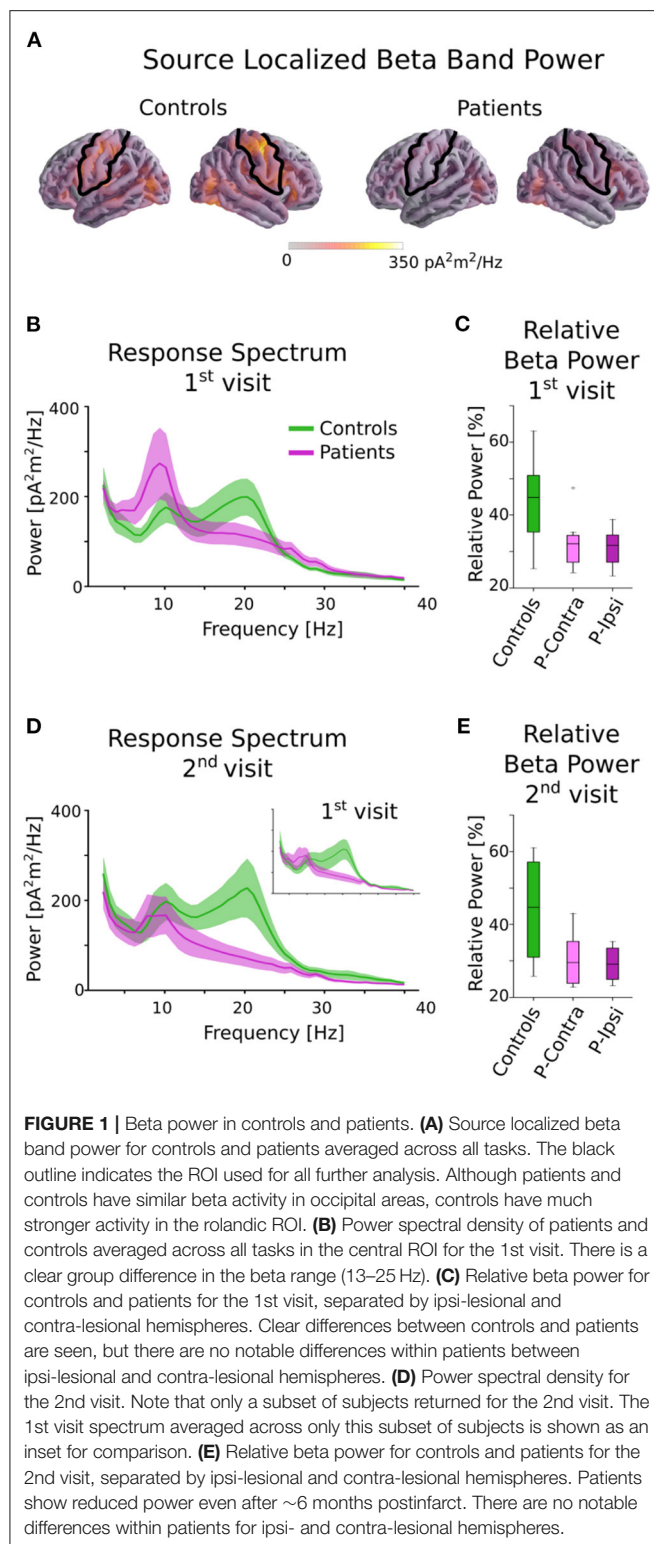 A
Source Localized Beta Band Power
Controls
Patients
0
350 pA²m²/Hz
B
Response Spectrum
1st visit
Power [pA²m²/Hz]
400
200
0
10
20
30
40
Frequency [Hz]
Controls
Patients
C
Relative
Beta Power
1st visit
Relative Power [%]
60
40
20
Controls
P-Contra
P-Ipsi
D
Response Spectrum
2nd visit
Power [pA²m²/Hz]
400
200
0
10
20
30
40
Frequency [Hz]
1st visit
E
Relative
Beta Power
2nd visit
Relative Power [%]
60
40
20
Controls
P-Contra
P-Ipsi
FIGURE 1 | Beta power in controls and patients. (A) Source localized beta
band power for controls and patients averaged across all tasks. The black
outline indicates the ROI used for all further analysis. Although patients and
controls have similar beta activity in occipital areas, controls have much
stronger activity in the rolandic ROI. (B) Power spectral density of patients and
controls averaged across all tasks in the central ROI for the 1st visit. There is a
clear group difference in the beta range (13–25 Hz). (C) Relative beta power for
controls and patients for the 1st visit, separated by ipsi-lesional and
contra-lesional hemispheres. Clear differences between controls and patients
are seen, but there are no notable differences within patients between
ipsi-lesional and contra-lesional hemispheres. (D) Power spectral density for
the 2nd visit. Note that only a subset of subjects returned for the 2nd visit. The
1st visit spectrum averaged across only this subset of subjects is shown as an
inset for comparison. (E) Relative beta power for controls and patients for the
2nd visit, separated by ipsi-lesional and contra-lesional hemispheres. Patients
show reduced power even after ~6 months postinfarct. There are no notable
differences within patients for ipsi- and contra-lesional hemispheres.